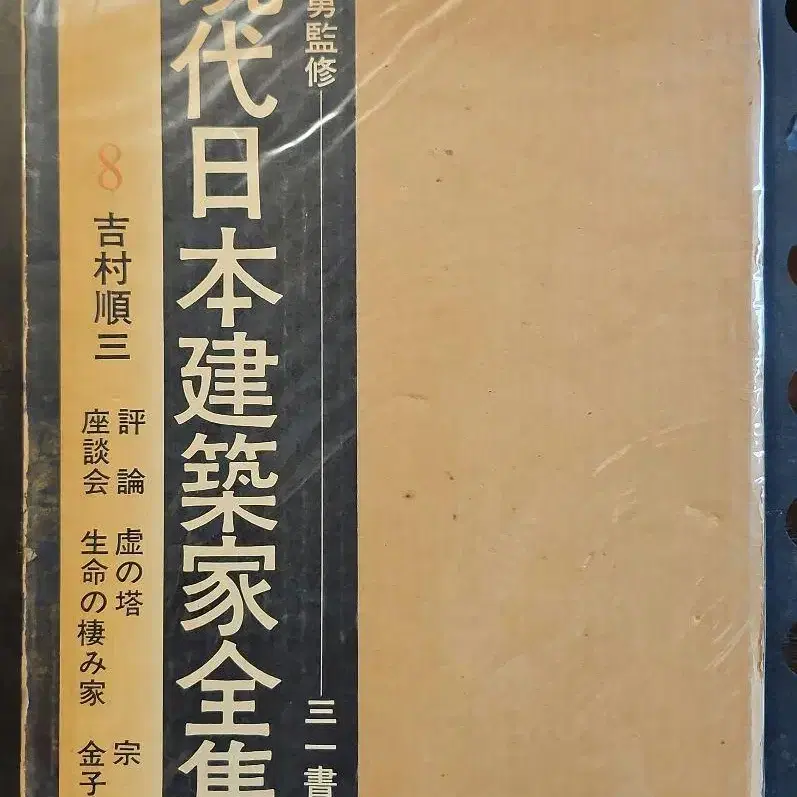 男監修
三一書
現代日本建築家全集
8
吉村順三
評論 虚の塔 宗
座談会 生命の棲み家 金子